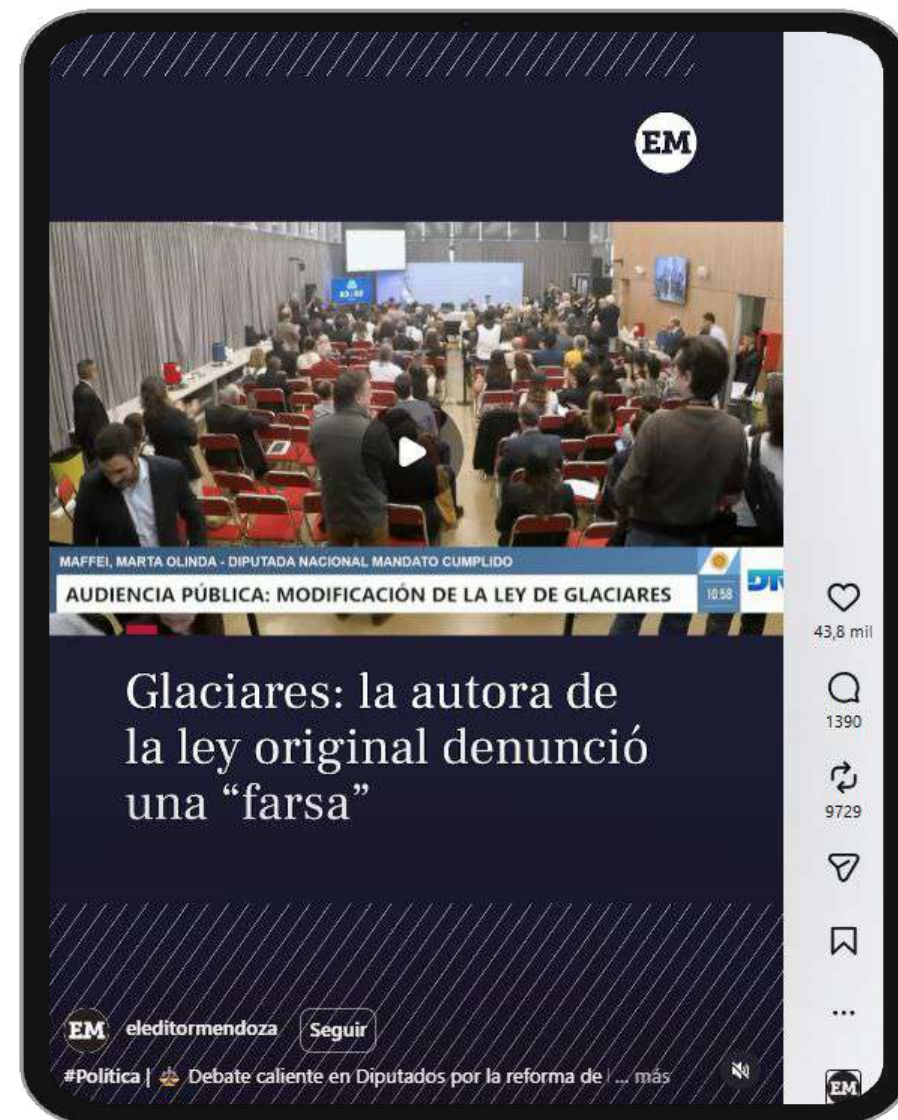 EM
MAFFEI, MARTA OLINDA - DIPUTADA NACIONAL MANDATO CUMPLIDO
AUDIENCIA PÚBLICA: MODIFICACIÓN DE LA LEY DE GLACIARES
10:58
Glaciares: la autora de
la ley original denunció
una “farsa”
43,8 mil
1390
9729
EM eleditormendoza Seguir
#Política | ⚖️ Debate caliente en Diputados por la reforma de l ... más
EM